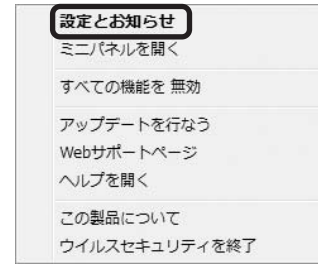 設定とお知らせ
ミニパネルを開く
すべての機能を 無効
アップデートを行なう
Webサポートページ
ヘルプを開く
この製品について
ウイルスセキュリティを終了